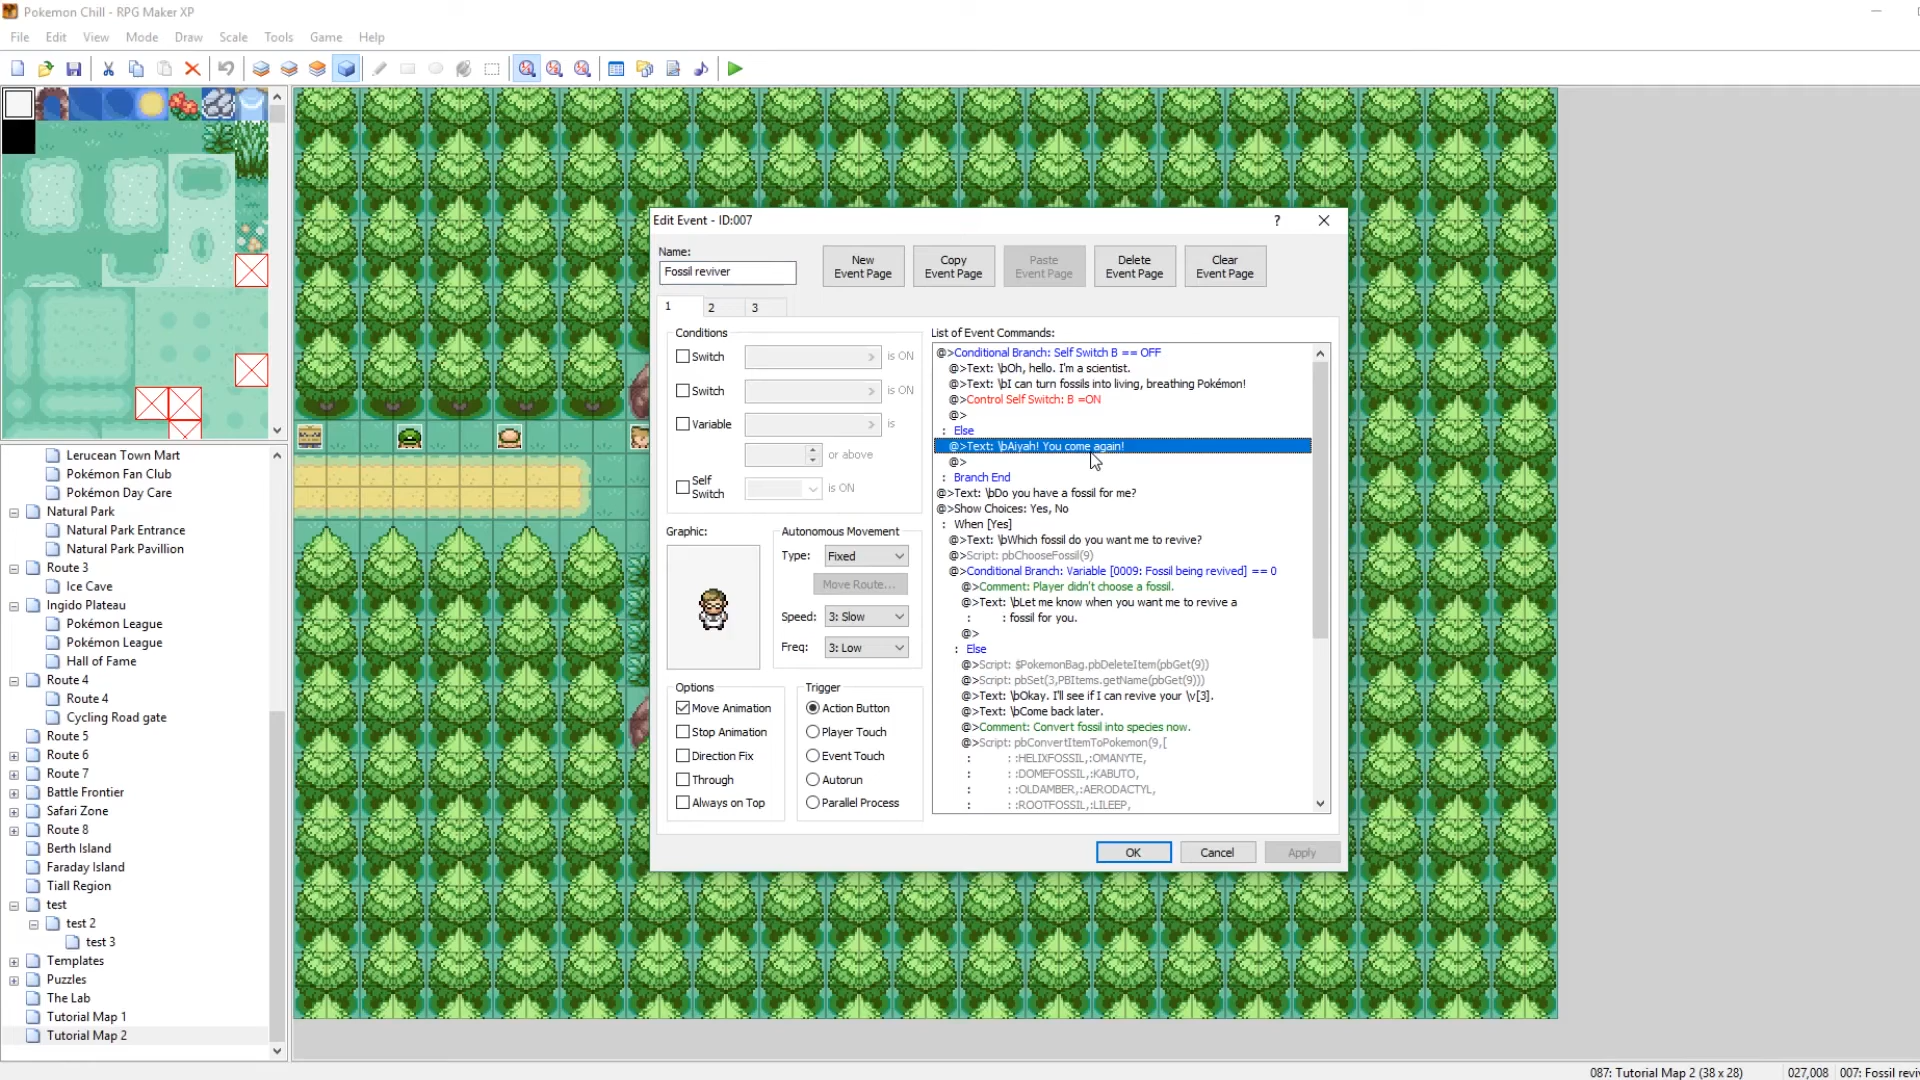 Pokemon Chill - RPG Maker XP
File Edit View Mode Draw Scale Tools Game Help
Lerucean Town Mart
Pokémon Fan Club
Pokémon Day Care
Natural Park
Natural Park Entrance
Natural Park Pavillion
Route 3
Ice Cave
Ingido Plateau
Pokémon League
Pokémon League
Hall of Fame
Route 4
Route 4
Cycling Road gate
Route 5
Route 6
Route 7
Battle Frontier
Safari Zone
Route 8
Berth Island
Faraday Island
Tiall Region
test
test 2
test 3
Templates
Puzzles
The Lab
Tutorial Map 1
Tutorial Map 2
Edit Event - ID:007
?
Name:
Fossil reviver
New
Event Page
Copy
Event Page
Paste
Event Page
Delete
Event Page
Clear
Event Page
1 2 3
Conditions
Switch is ON
Switch is ON
Variable is
or above
Self
Switch is ON
Graphic:
Autonomous Movement
Type: Fixed
Move Route...
Speed: 3: Slow
Freq: 3: Low
Options
Move Animation
Stop Animation
Direction Fix
Through
Always on Top
Trigger
Action Button
Player Touch
Event Touch
Autorun
Parallel Process
List of Event Commands:
@>Conditional Branch: Self Switch B == OFF
@>Text: \bOh, hello. I'm a scientist.
@>Text: \bI can turn fossils into living, breathing Pokémon!
@>Control Self Switch: B =ON
@>
: Else
@>Text: \bAiyah! You come again!
@>
: Branch End
@>Text: \bDo you have a fossil for me?
@>Show Choices: Yes, No
: When [Yes]
@>Text: \bWhich fossil do you want me to revive?
@>Script: pbChooseFossil(9)
@>Conditional Branch: Variable [0009: Fossil being revived] == 0
@>Comment: Player didn't choose a fossil.
@>Text: \bLet me know when you want me to revive a
: : fossil for you.
@>
: Else
@>Script: $PokemonBag.pbDeleteItem(pbGet(9))
@>Script: pbSet(3,PBItems.getName(pbGet(9)))
@>Text: \bOkay. I'll see if I can revive your \v[3].
@>Text: \bCome back later.
@>Comment: Convert fossil into species now.
@>Script: pbConvertItemToPokemon(9,[
: : :HELIXFOSSIL,:OMANYTE,
: : :DOMEFOSSIL,:KABUTO,
: : :OLDAMBER,:AERODACTYL,
: : :ROOTFOSSIL,:LILEEP,
OK Cancel Apply
087: Tutorial Map 2 (38 x 28) 027,008 007: Fossil revi